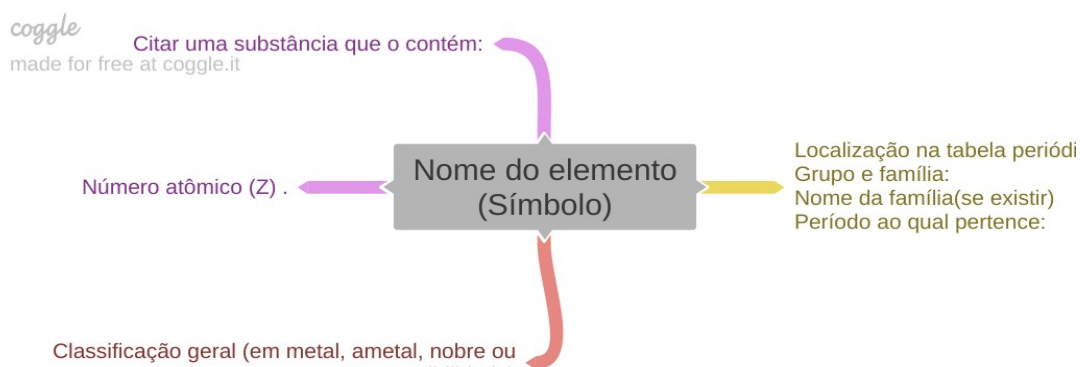 coggle
made for free at coggle.it
Citar uma substância que o contém:
Número atômico (Z) .
Nome do elemento
(Símbolo)
Localização na tabela periódi
Grupo e família:
Nome da família(se existir)
Período ao qual pertence:
Classificação geral (em metal, ametal, nobre ou